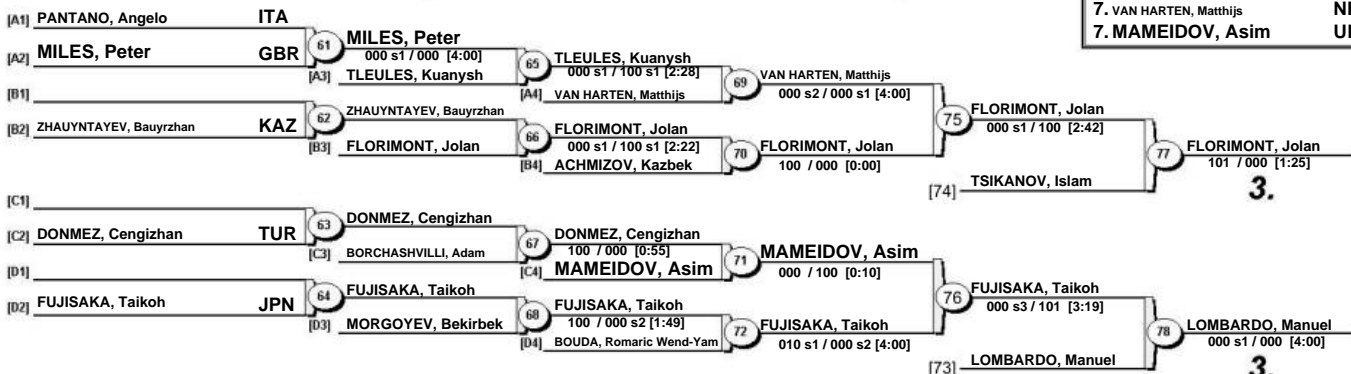 7. VAN HARTEN, Matthijs
7. MAMEIDOV, Asim
[A1] PANTANO, Angelo ITA
[A2] MILES, Peter GBR
61
MILES, Peter
000 s1 / 000 [4:00]
[A3] TLEULES, Kuanysh
65
TLEULES, Kuanysh
000 s1 / 100 s1 [2:28]
[A4] VAN HARTEN, Matthijs
69
VAN HARTEN, Matthijs
000 s2 / 000 s1 [4:00]
[B1]
[B2] ZHAUYNTAYEV, Bauyrzhan KAZ
62
ZHAUYNTAYEV, Bauyrzhan
[B3] FLORIMONT, Jolan
66
FLORIMONT, Jolan
000 s1 / 100 s1 [2:22]
[B4] ACHMIZOV, Kazbek
70
FLORIMONT, Jolan
100 / 000 [0:00]
75
FLORIMONT, Jolan
000 s1 / 100 [2:42]
[74] TSIKANOV, Islam
77
FLORIMONT, Jolan
101 / 000 [1:25]
3.
[C1]
[C2] DONMEZ, Cengizhan TUR
63
DONMEZ, Cengizhan
[C3] BORCHASHVILLI, Adam
67
DONMEZ, Cengizhan
100 / 000 [0:55]
[C4] MAMEIDOV, Asim
71
MAMEIDOV, Asim
000 / 100 [0:10]
[D1]
[D2] FUJISAKA, Taikoh JPN
64
FUJISAKA, Taikoh
[D3] MORGOYEV, Bekirbek
68
FUJISAKA, Taikoh
100 / 000 s2 [1:49]
[D4] BOUDA, Romaric Wend-Yam
72
FUJISAKA, Taikoh
010 s1 / 000 s2 [4:00]
76
FUJISAKA, Taikoh
000 s3 / 101 [3:19]
[73] LOMBARDO, Manuel
78
LOMBARDO, Manuel
000 s1 / 000 [4:00]
3.